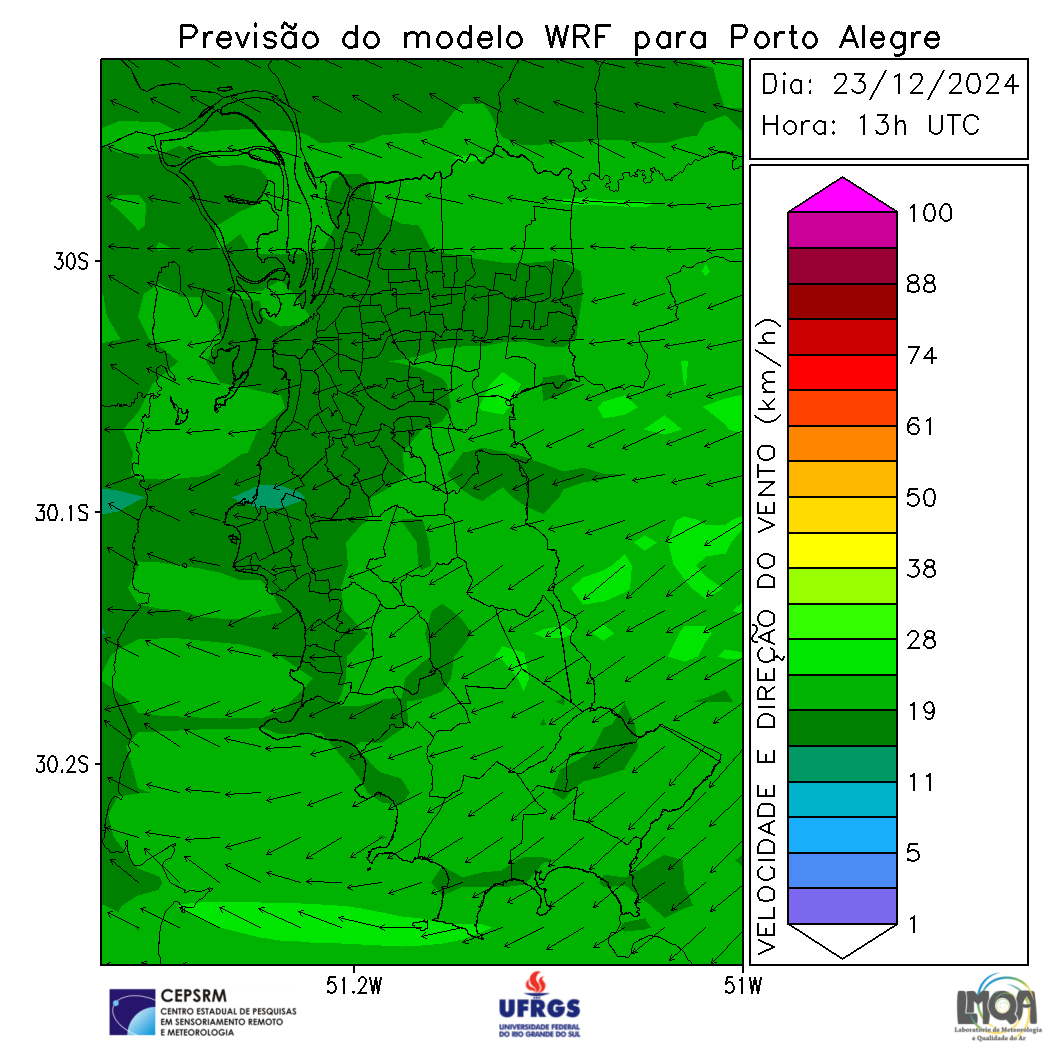 Previsão do modelo WRF para Porto Alegre
Dia: 23/12/2024
Hora: 13h UTC
30S
30.1S
30.2S
51.2W
51W
VELOCIDADE E DIREÇÃO DO VENTO (km/h)
100
88
74
61
50
38
28
19
11
5
1
CEPSRM
CENTRO ESTADUAL DE PESQUISAS
EM SENSORIAMENTO REMOTO
E METEOROLOGIA
UFRGS
UNIVERSIDADE FEDERAL
DO RIO GRANDE DO SUL
LMQA
Laboratório de Meteorologia
e Qualidade do Ar